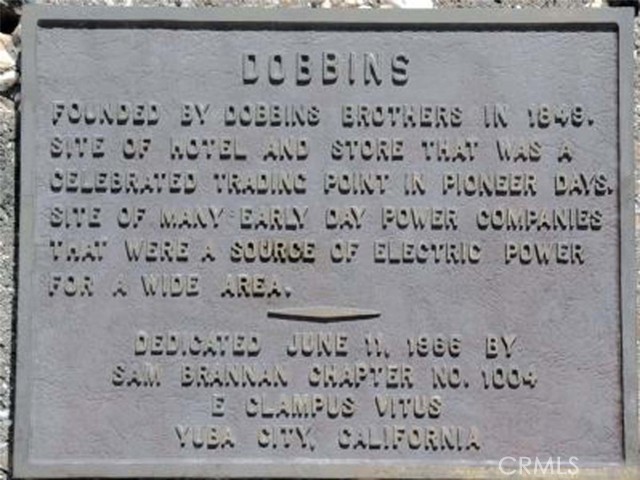 DOBBINS
FOUNDED BY DOBBINS BROTHERS IN 1849.
SITE OF HOTEL AND STORE THAT WAS A
CELEBRATED TRADING POINT IN PIONEER DAYS.
SITE OF MANY EARLY DAY POWER COMPANIES
THAT WERE A SOURCE OF ELECTRIC POWER
FOR A WIDE AREA.
DEDICATED JUNE 11, 1966 BY
SAM BRANNAN CHAPTER NO. 1004
E CLAMPUS VITUS
YUBA CITY, CALIFORNIA
CRMLS